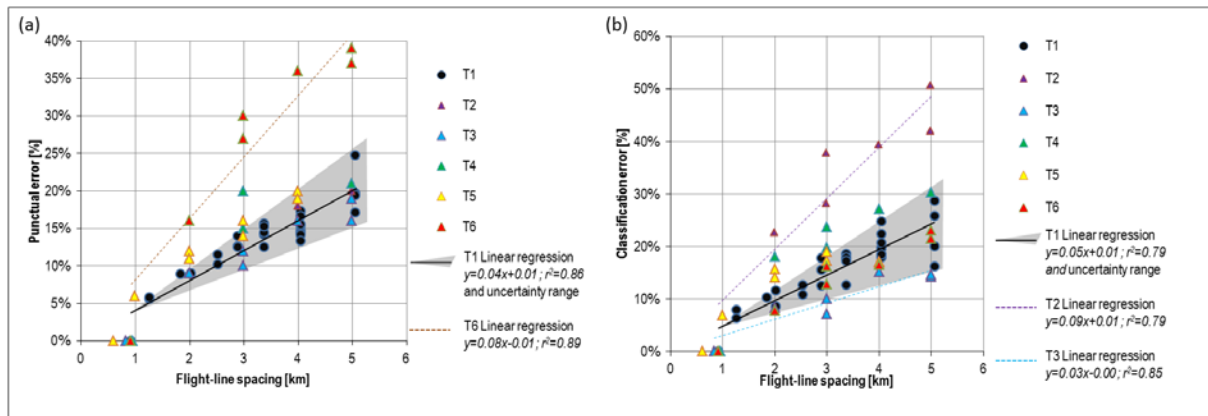 (a)
40%
35%
30%
25%
20%
15%
10%
5%
0%
Punctual error [%]
0 1 2 3 4 5 6
Flight-line spacing [km]
T1
T2
T3
T4
T5
T6
T1 Linear regression
y=0.04x+0.01; r²=0.86
and uncertainty range
T6 Linear regression
y=0.08x-0.01; r²=0.89
(b)
60%
50%
40%
30%
20%
10%
0%
Classification error [%]
0 1 2 3 4 5 6
Flight-line spacing [km]
T1
T2
T3
T4
T5
T6
T1 Linear regression
y=0.05x+0.01; r²=0.79
and uncertainty range
T2 Linear regression
y=0.09x+0.01; r²=0.79
T3 Linear regression
y=0.03x-0.00; r²=0.85